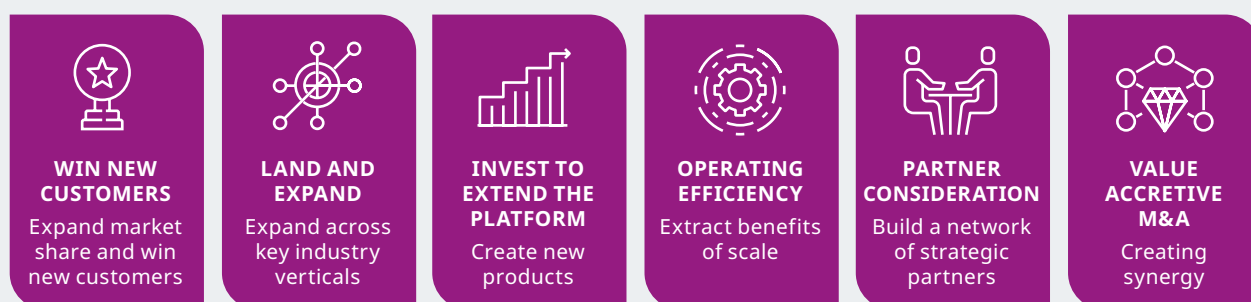 WIN NEW
CUSTOMERS
Expand market
share and win
new customers
LAND AND
EXPAND
Expand across
key industry
verticals
INVEST TO
EXTEND THE
PLATFORM
Create new
products
OPERATING
EFFICIENCY
Extract benefits
of scale
PARTNER
CONSIDERATION
Build a network
of strategic
partners
VALUE
ACCRETIVE
M&A
Creating
synergy